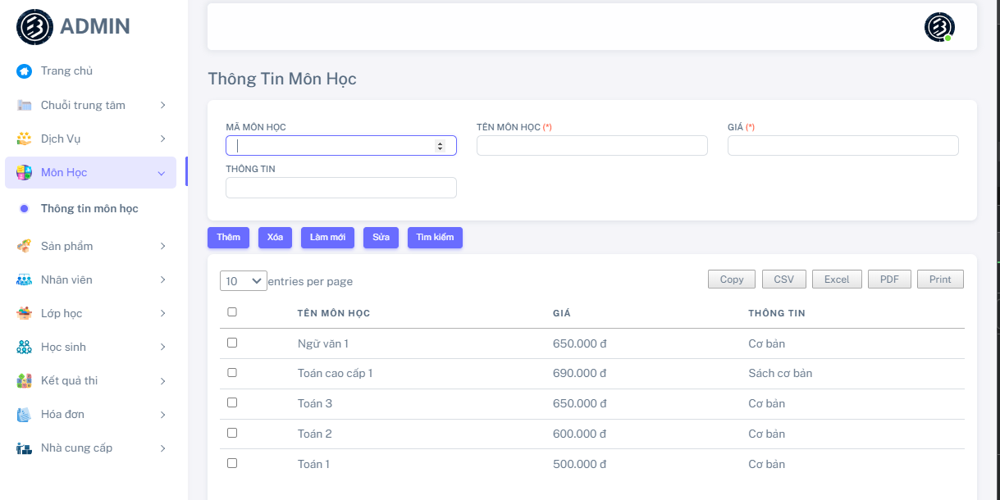 ADMIN
Trang chủ
Chuỗi trung tâm
Dịch Vụ
Môn Học
Thông tin môn học
Sản phẩm
Nhân viên
Lớp học
Học sinh
Kết quả thi
Hóa đơn
Nhà cung cấp
Thông Tin Môn Học
MÃ MÔN HỌC TÊN MÔN HỌC (*) GIÁ (*)
THÔNG TIN
Thêm Xóa Làm mới Sửa Tìm kiếm
10 entries per page Copy CSV Excel PDF Print
TÊN MÔN HỌC GIÁ THÔNG TIN
Ngữ văn 1 650.000 đ Cơ bản
Toán cao cấp 1 690.000 đ Sách cơ bản
Toán 3 650.000 đ Cơ bản
Toán 2 600.000 đ Cơ bản
Toán 1 500.000 đ Cơ bản